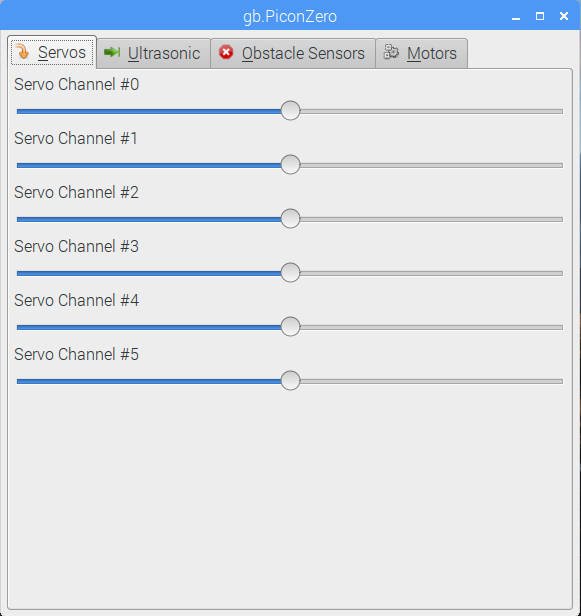 gb.PiconZero
Servos Ultrasonic Obstacle Sensors Motors
Servo Channel #0
Servo Channel #1
Servo Channel #2
Servo Channel #3
Servo Channel #4
Servo Channel #5